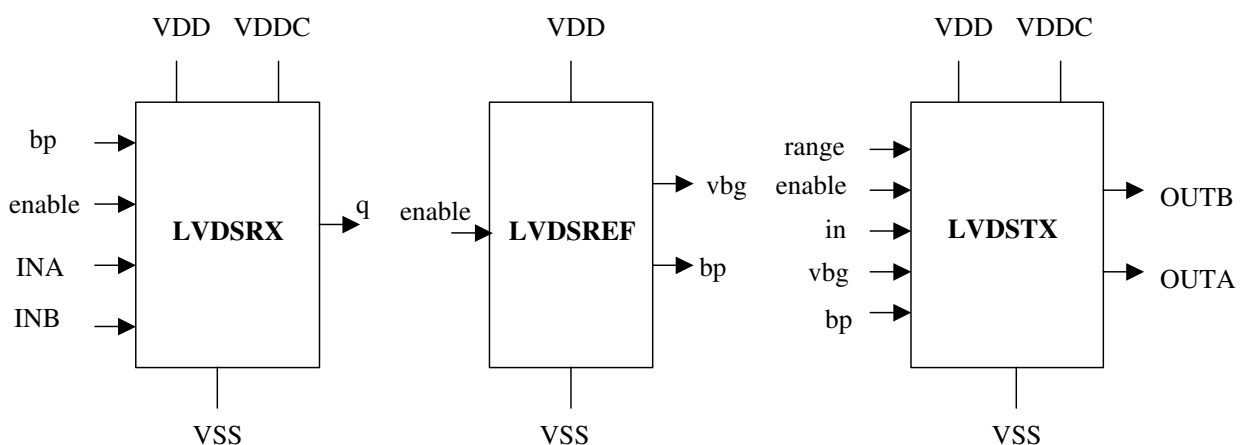 VDD VDDC
bp
enable
INA
INB
LVDSRX
q
VSS
VDD
enable
LVDSREF
vbg
bp
VSS
VDD VDDC
range
enable
in
vbg
bp
LVDSTX
OUTB
OUTA
VSS